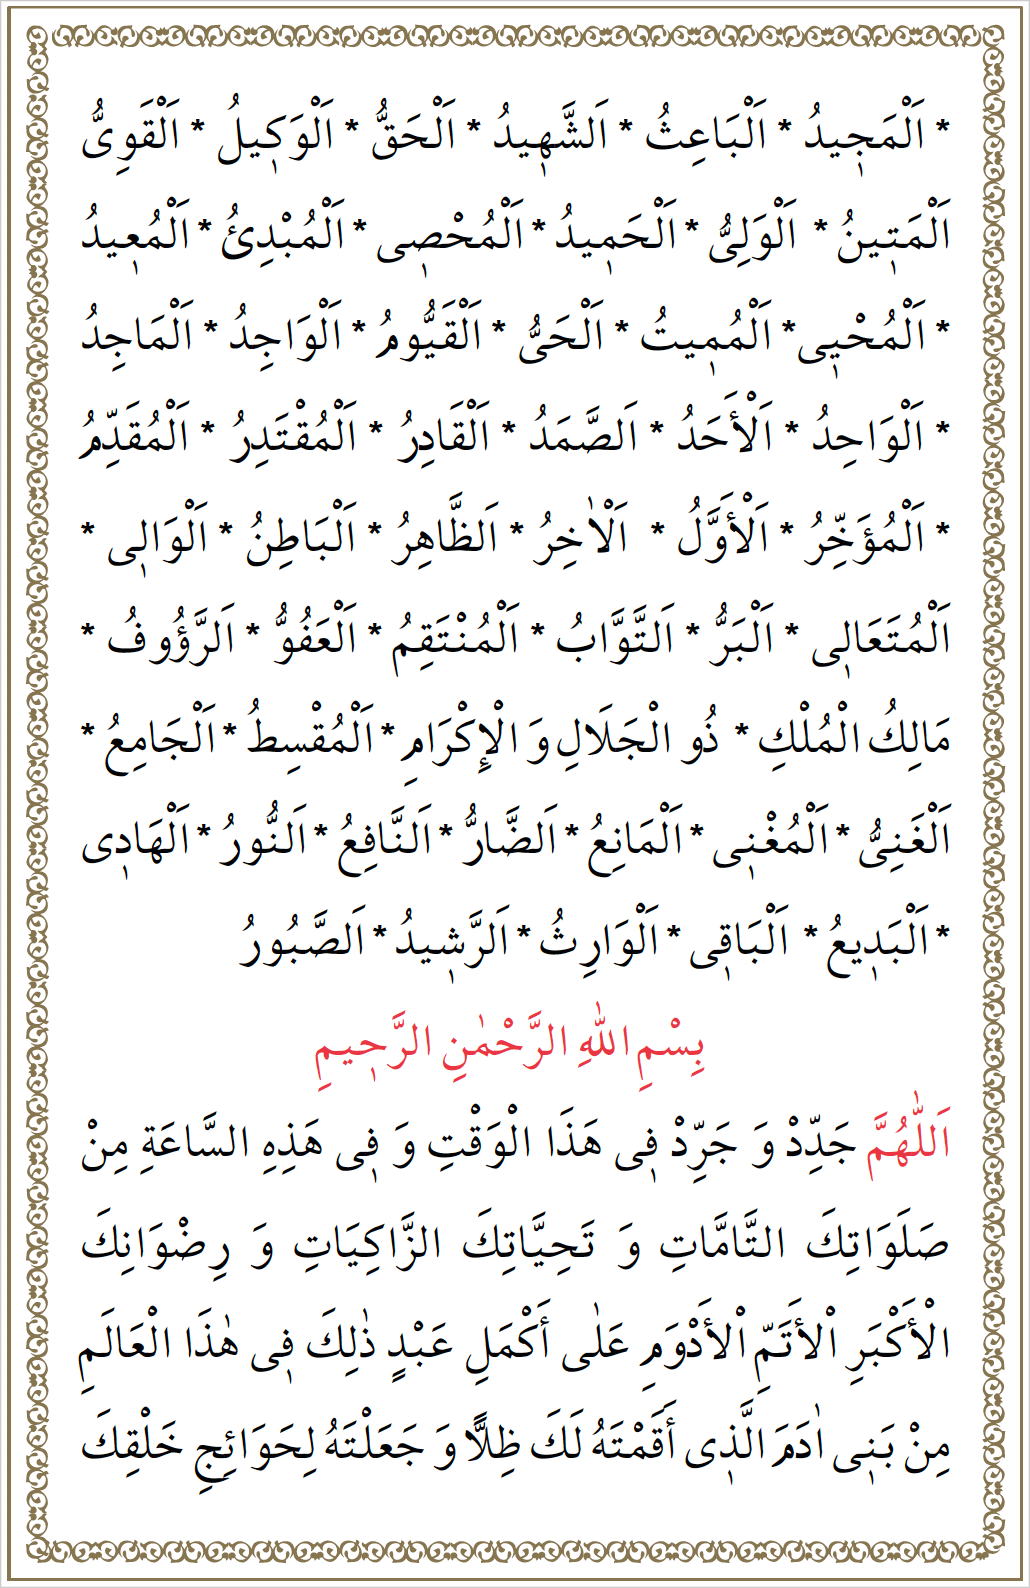 * اَلْمَجٖيدُ * اَلْبَاعِثُ * اَلشَّهٖيدُ * اَلْحَقُّ * اَلْوَكٖيلُ * اَلْقَوِىُّ
اَلْمَتٖينُ * اَلْوَلِىُّ * اَلْحَمٖيدُ * اَلْمُحْصٖى * اَلْمُبْدِئُ * اَلْمُعٖيدُ
* اَلْمُحْيٖى * اَلْمُمٖيتُ * اَلْحَىُّ * اَلْقَيُّومُ * اَلْوَاجِدُ * اَلْمَاجِدُ
* اَلْوَاحِدُ * اَلْأَحَدُ * اَلصَّمَدُ * اَلْقَادِرُ * اَلْمُقْتَدِرُ * اَلْمُقَدِّمُ
* اَلْمُؤَخِّرُ * اَلْأَوَّلُ * اَلْاٰخِرُ * اَلظَّاهِرُ * اَلْبَاطِنُ * اَلْوَالٖى *
اَلْمُتَعَالٖى * اَلْبَرُّ * اَلتَّوَّابُ * اَلْمُنْتَقِمُ * اَلْعَفُوُّ * اَلرَّؤُوفُ *
مَالِكُ الْمُلْكِ * ذُو الْجَلَالِ وَ الْإِكْرَامِ * اَلْمُقْسِطُ * اَلْجَامِعُ *
اَلْغَنِىُّ * اَلْمُغْنٖى * اَلْمَانِعُ * اَلضَّارُّ * اَلنَّافِعُ * اَلنُّورُ * اَلْهَادٖى
* اَلْبَدٖيعُ * اَلْبَاقٖى * اَلْوَارِثُ * اَلرَّشٖيدُ * اَلصَّبُورُ
بِسْمِ اللّٰهِ الرَّحْمٰنِ الرَّحٖيمِ
اَللّٰهُمَّ جَدِّدْ وَ جَرِّدْ فٖى هَذَا الْوَقْتِ وَ فٖى هَذِهِ السَّاعَةِ مِنْ
صَلَوَاتِكَ التَّامَّاتِ وَ تَحِيَّاتِكَ الزَّاكِيَاتِ وَ رِضْوَانِكَ
الْأَكْبَرِ اْلأَتَمِّ اْلأَدْوَمِ عَلٰى أَكْمَلِ عَبْدٍ ذٰلِكَ فٖى هٰذَا الْعَالَمِ
مِنْ بَنٖى اٰدَمَ الَّذٖى أَقَمْتَهُ لَكَ ظِلًّا وَ جَعَلْتَهُ لِحَوَائِجِ خَلْقِكَ